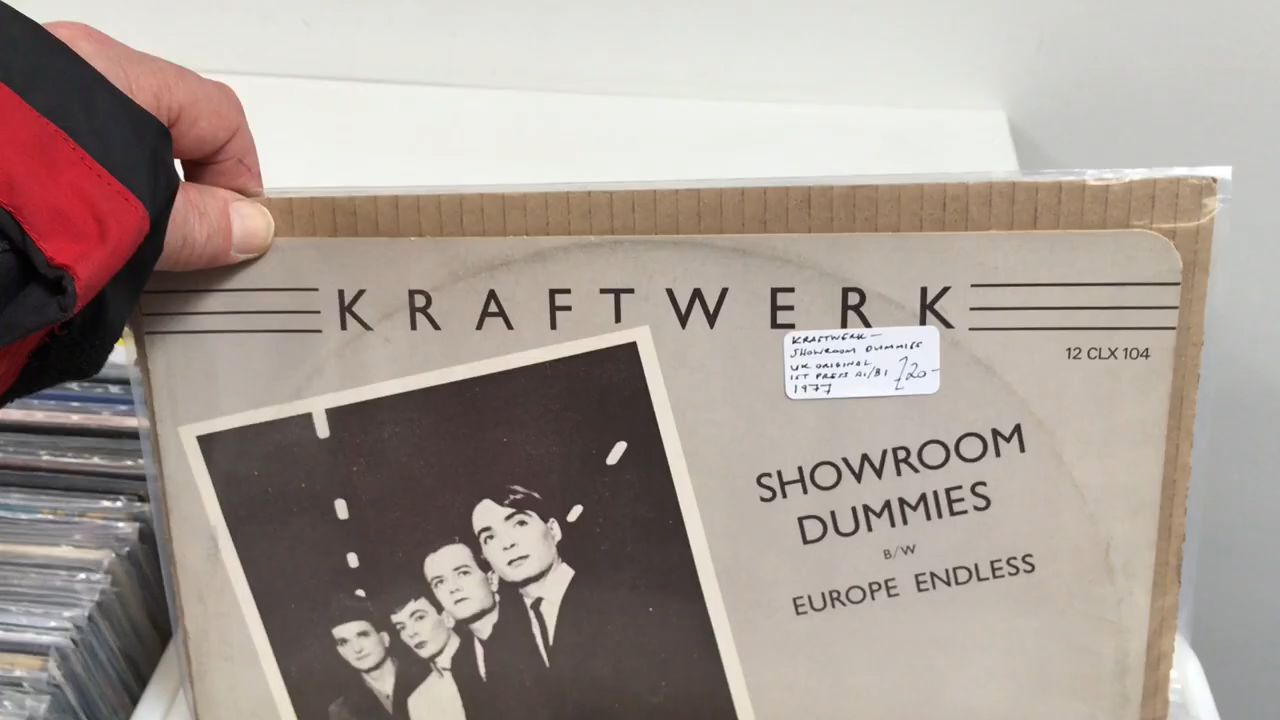 KRAFTWERK
KRAFTWERK —
SHOWROOM DUMMIES
UK ORIGINAL
1ST PRESS A1/B1
1977
£20-
12 CLX 104
SHOWROOM
DUMMIES
B/W
EUROPE ENDLESS